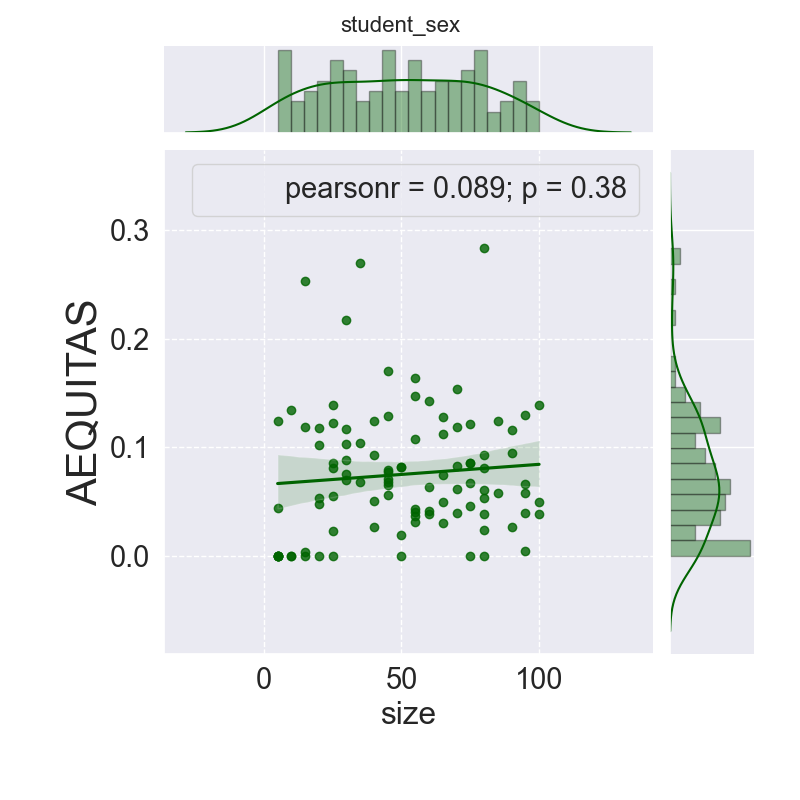 student_sex
pearsonr = 0.089; p = 0.38
0.3
0.2
0.1
0.0
AEQUITAS
0
50
100
size